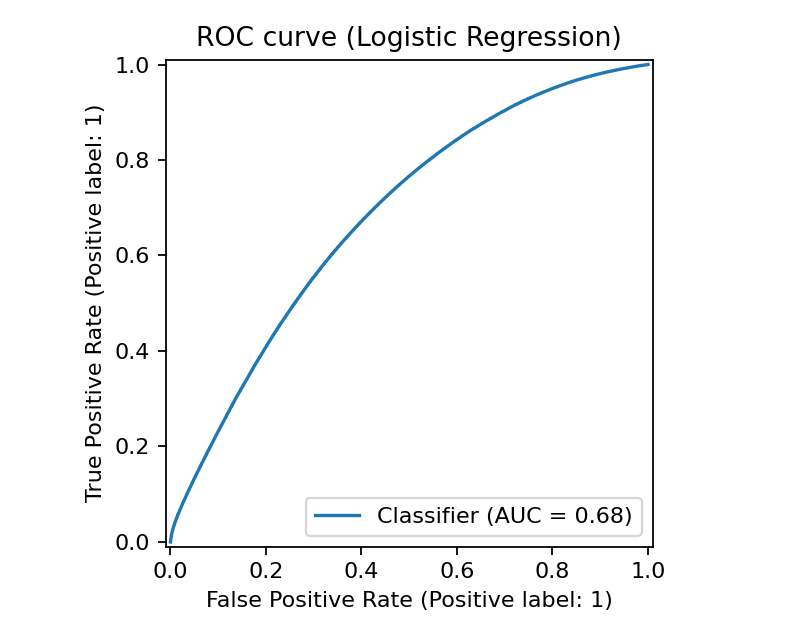 ROC curve (Logistic Regression)
True Positive Rate (Positive label: 1)
1.0
0.8
0.6
0.4
0.2
0.0
Classifier (AUC = 0.68)
0.0 0.2 0.4 0.6 0.8 1.0
False Positive Rate (Positive label: 1)